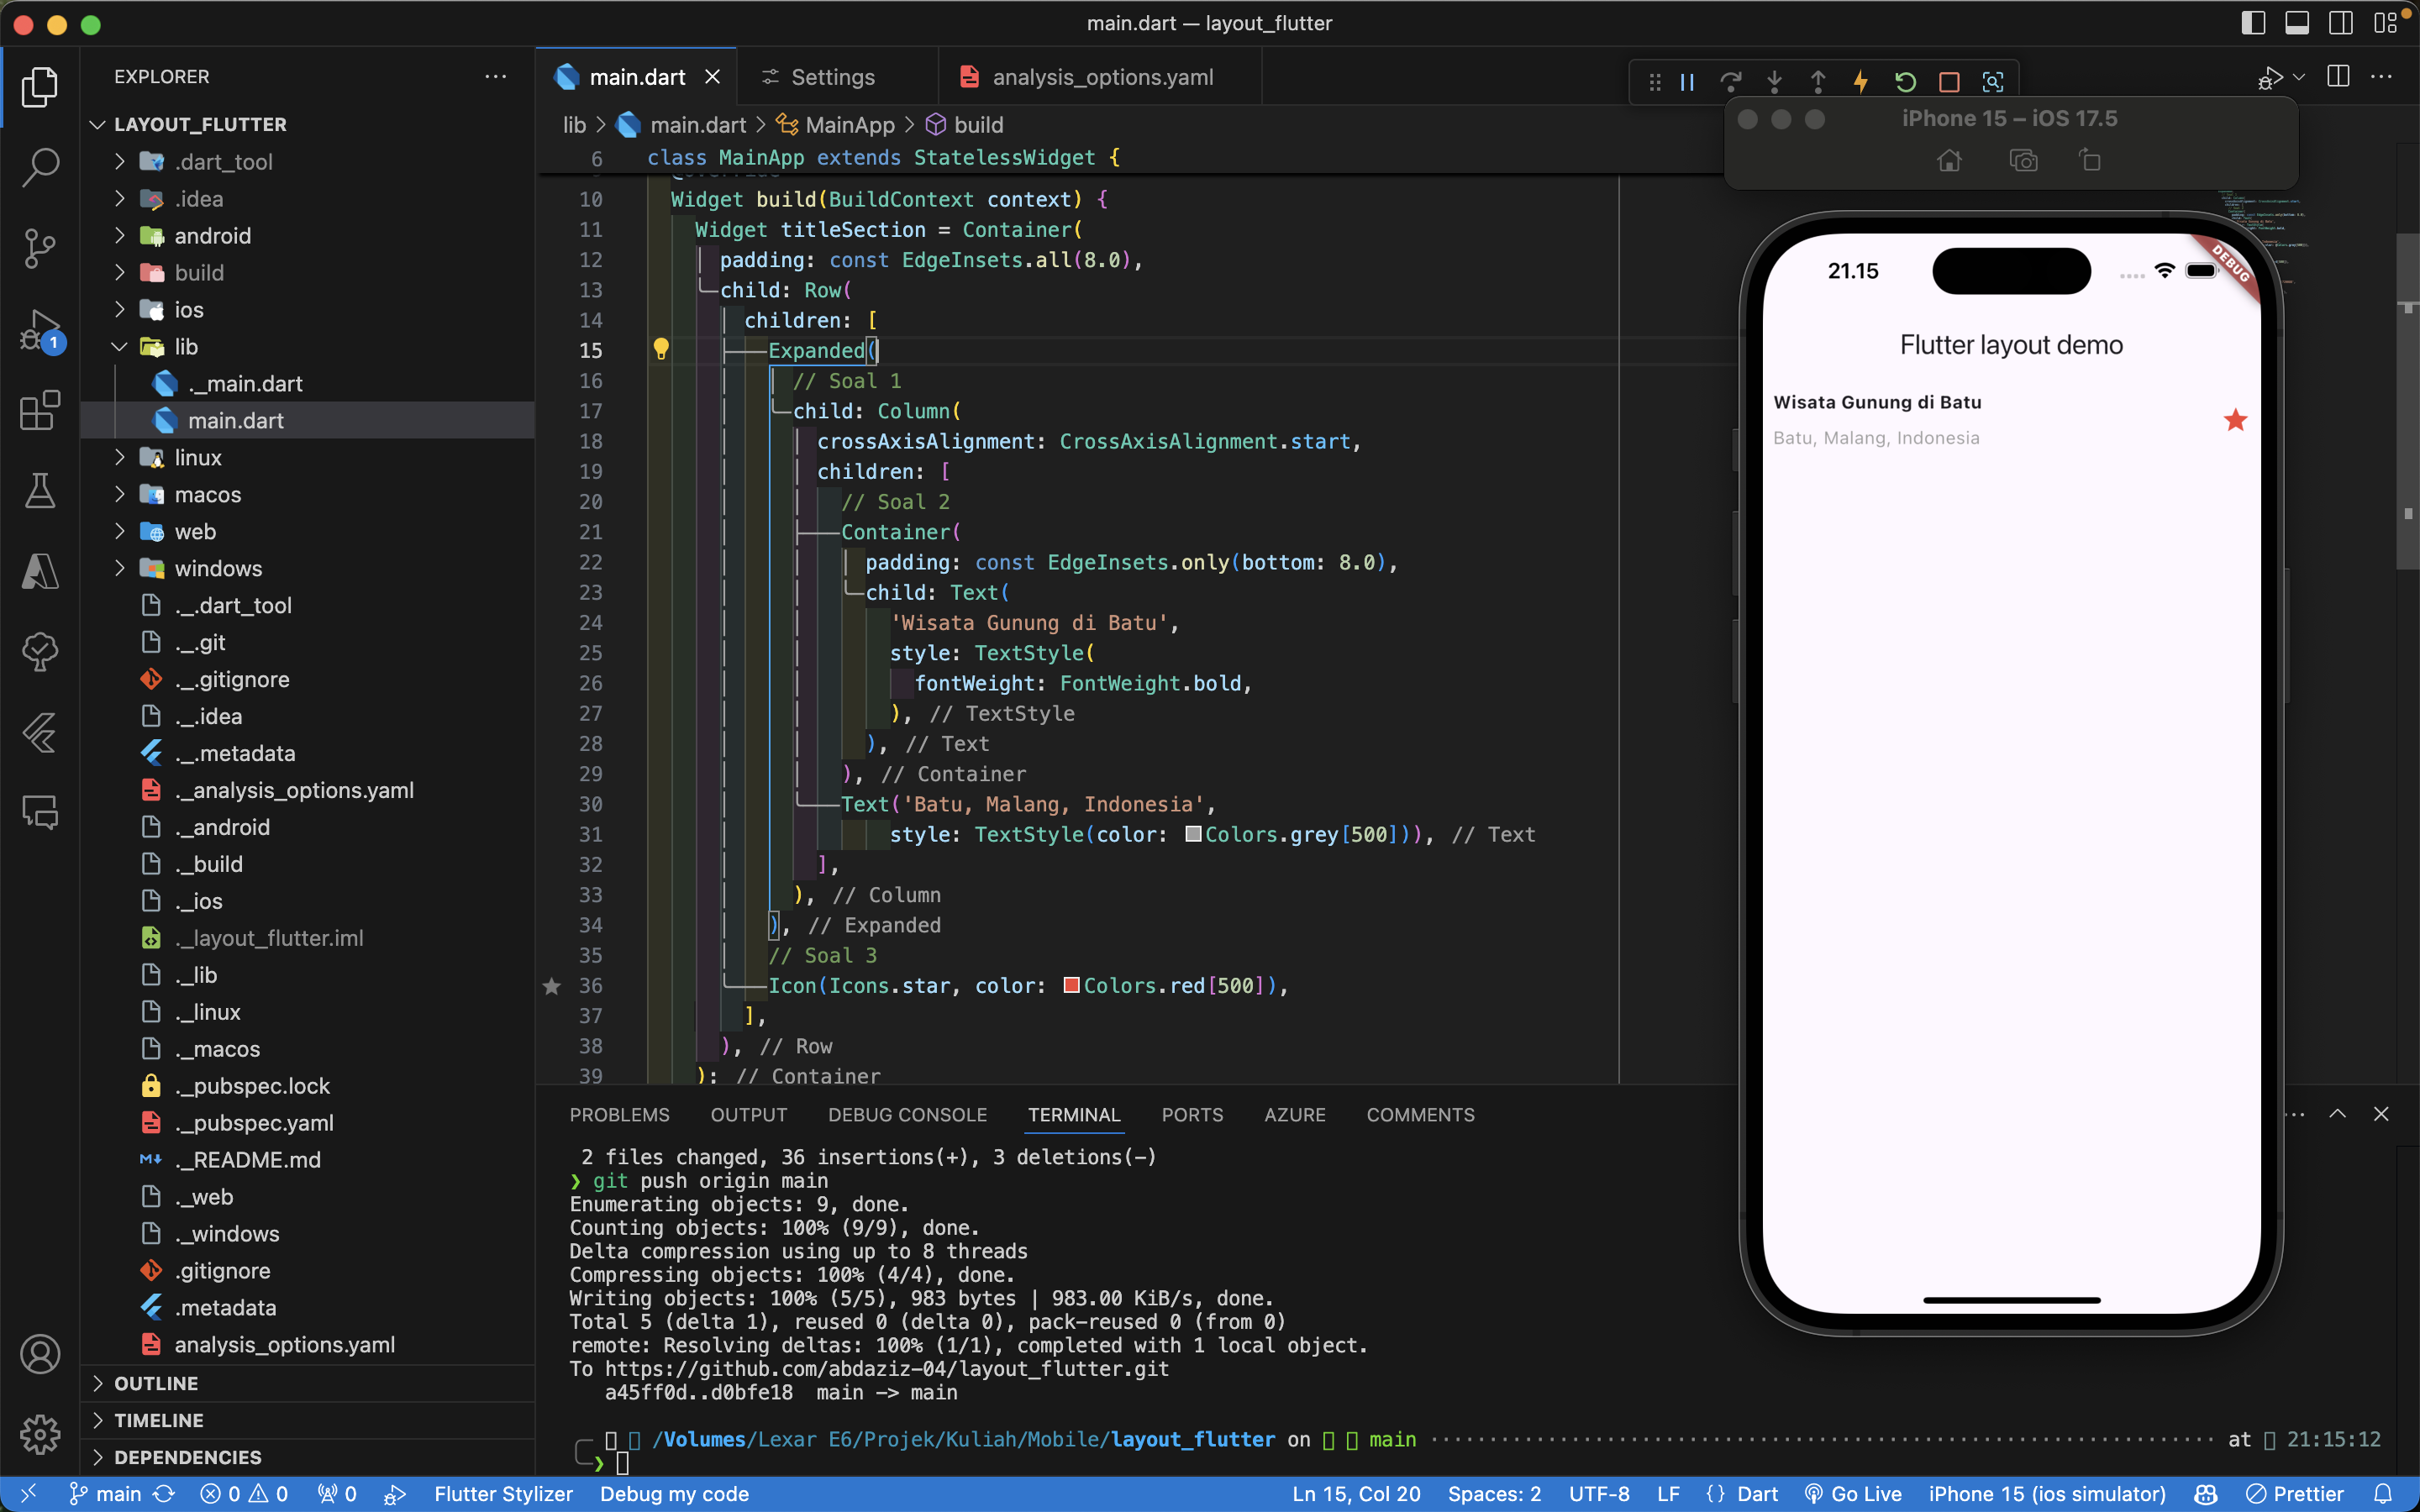 main.dart — layout_flutter
EXPLORER
LAYOUT_FLUTTER
.dart_tool
.idea
android
build
ios
lib
._main.dart
main.dart
linux
macos
web
windows
._.dart_tool
._.git
._.gitignore
._.idea
._.metadata
._analysis_options.yaml
._android
._build
._ios
._layout_flutter.iml
._lib
._linux
._macos
._pubspec.lock
._pubspec.yaml
._README.md
._web
._windows
.gitignore
.metadata
analysis_options.yaml
OUTLINE
TIMELINE
DEPENDENCIES
1
main.dart
Settings
analysis_options.yaml
lib > main.dart > MainApp > build
6 class MainApp extends StatelessWidget {
10 Widget build(BuildContext context) {
11 Widget titleSection = Container(
12 padding: const EdgeInsets.all(8.0),
13 child: Row(
14 children: [
15 Expanded(
16 // Soal 1
17 child: Column(
18 crossAxisAlignment: CrossAxisAlignment.start,
19 children: [
20 // Soal 2
21 Container(
22 padding: const EdgeInsets.only(bottom: 8.0),
23 child: Text(
24 'Wisata Gunung di Batu',
25 style: TextStyle(
26 fontWeight: FontWeight.bold,
27 ), // TextStyle
28 ), // Text
29 ), // Container
30 Text('Batu, Malang, Indonesia',
31 style: TextStyle(color: Colors.grey[500])), // Text
32 ],
33 ), // Column
34 ), // Expanded
35 // Soal 3
36 Icon(Icons.star, color: Colors.red[500]),
37 ],
38 ), // Row
39 ); // Container
iPhone 15 – iOS 17.5
21.15
DEBUG
Flutter layout demo
Wisata Gunung di Batu
Batu, Malang, Indonesia
PROBLEMS OUTPUT DEBUG CONSOLE TERMINAL PORTS AZURE COMMENTS
2 files changed, 36 insertions(+), 3 deletions(-)
❯ git push origin main
Enumerating objects: 9, done.
Counting objects: 100% (9/9), done.
Delta compression using up to 8 threads
Compressing objects: 100% (4/4), done.
Writing objects: 100% (5/5), 983 bytes | 983.00 KiB/s, done.
Total 5 (delta 1), reused 0 (delta 0), pack-reused 0 (from 0)
remote: Resolving deltas: 100% (1/1), completed with 1 local object.
To https://github.com/abdaziz-04/layout_flutter.git
a45ff0d..d0bfe18 main -> main
/Volumes/Lexar E6/Projek/Kuliah/Mobile/layout_flutter on main at 21:15:12
❯
main 0 0 0 Flutter Stylizer Debug my code Ln 15, Col 20 Spaces: 2 UTF-8 LF {} Dart Go Live iPhone 15 (ios simulator) Prettier